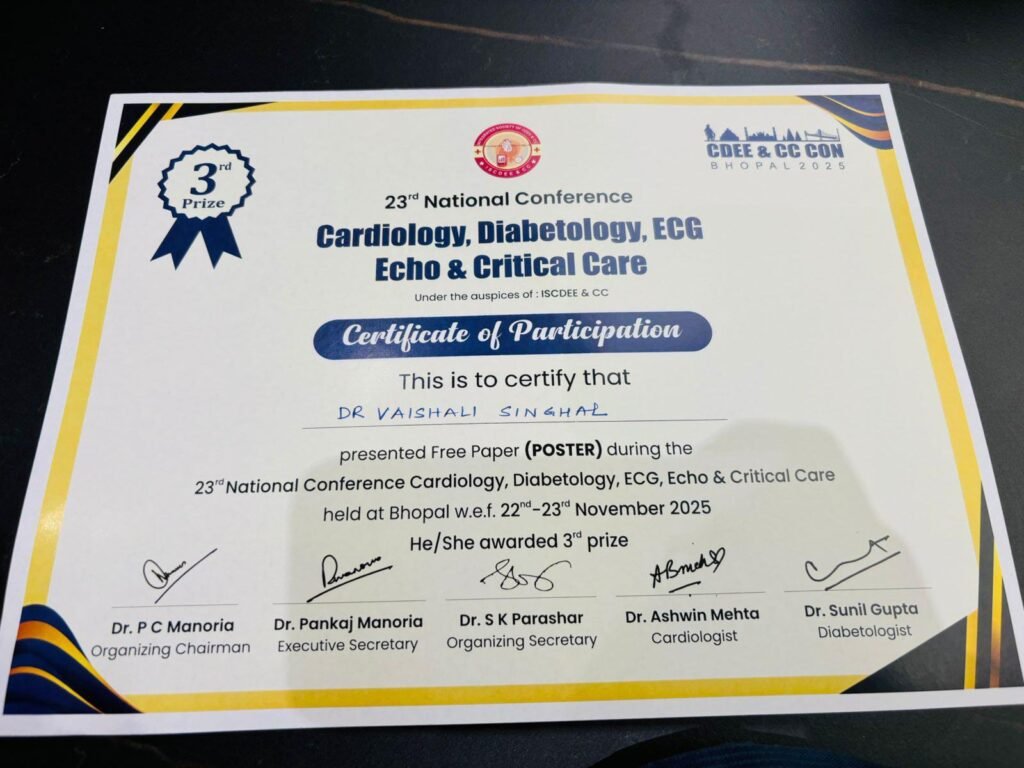 3rd
Prize
ISCDEE & CC
CDEE & CC CON
BHOPAL 2025
23rd National Conference
Cardiology, Diabetology, ECG
Echo & Critical Care
Under the auspices of : ISCDEE & CC
Certificate of Participation
This is to certify that
DR VAISHALI SINGHAL
presented Free Paper (POSTER) during the
23rd National Conference Cardiology, Diabetology, ECG, Echo & Critical Care
held at Bhopal w.e.f. 22nd-23rd November 2025
He/She awarded 3rd prize
Dr. P C Manoria
Organizing Chairman
Dr. Pankaj Manoria
Executive Secretary
Dr. S K Parashar
Organizing Secretary
Dr. Ashwin Mehta
Cardiologist
Dr. Sunil Gupta
Diabetologist